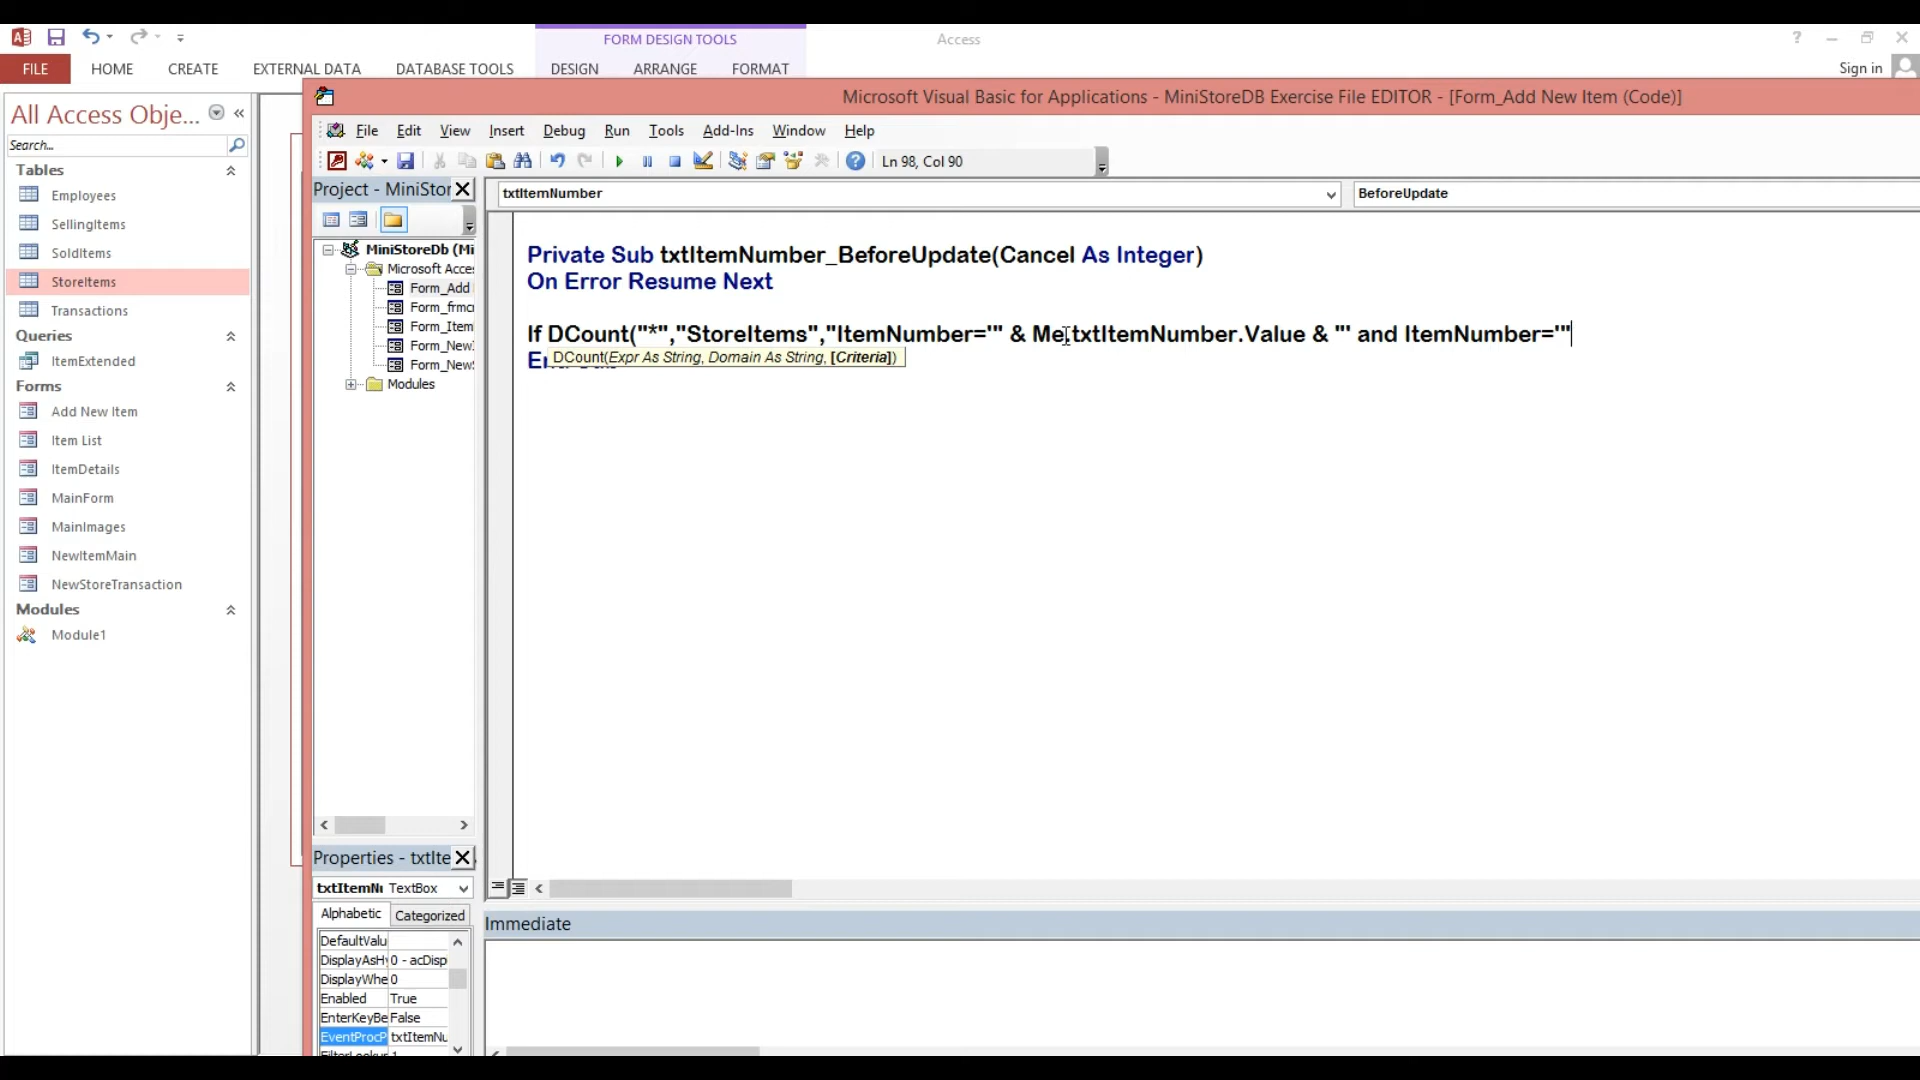 FORM DESIGN TOOLS
Access
FILE
HOME
CREATE
EXTERNAL DATA
DATABASE TOOLS
DESIGN
ARRANGE
FORMAT
Sign in
All Access Obje...
Search...
Tables
Employees
SellingItems
SoldItems
StoreItems
Transactions
Queries
ItemExtended
Forms
Add New Item
Item List
ItemDetails
MainForm
MainImages
NewItemMain
NewStoreTransaction
Modules
Module1
Microsoft Visual Basic for Applications - MiniStoreDB Exercise File EDITOR - [Form_Add New Item (Code)]
File Edit View Insert Debug Run Tools Add-Ins Window Help
Ln 98, Col 90
Project - MiniStor
MiniStoreDb (Mi
Microsoft Acces
Form_Add
Form_frmc
Form_Item
Form_New
Form_New
Modules
txtItemNumber
BeforeUpdate
Private Sub txtItemNumber_BeforeUpdate(Cancel As Integer)
On Error Resume Next
If DCount("*","StoreItems","ItemNumber='" & Me.txtItemNumber.Value & "' and ItemNumber='"
DCount(Expr As String, Domain As String, [Criteria])
Properties - txtIte
txtItemNu TextBox
Alphabetic
Categorized
DefaultValu
DisplayAsHy 0 - acDisp
DisplayWhe 0
Enabled True
EnterKeyBe False
EventProcP txtItemNu
Immediate